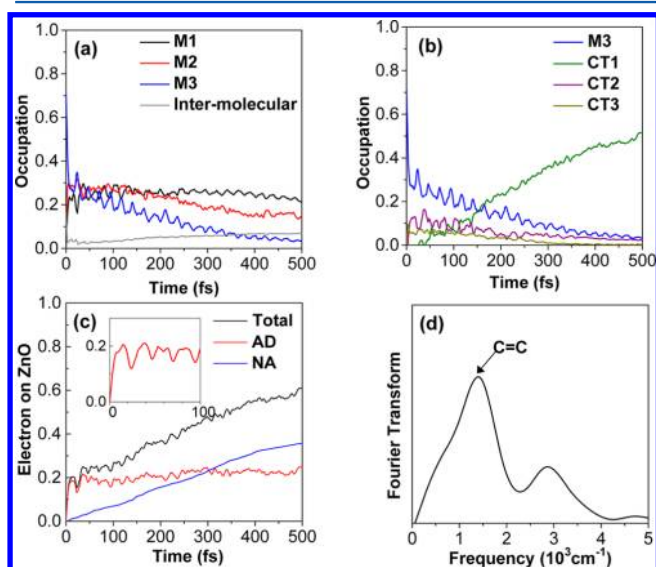 (a)
M1
M2
M3
Inter-molecular
Occupation
1.0
0.8
0.6
0.4
0.2
0.0
0 100 200 300 400 500
Time (fs)
(b)
M3
CT1
CT2
CT3
Occupation
1.0
0.8
0.6
0.4
0.2
0.0
0 100 200 300 400 500
Time (fs)
(c)
Total
AD
NA
Electron on ZnO
1.0
0.8
0.6
0.4
0.2
0.0
0.2
0.0
0 100
0 100 200 300 400 500
Time (fs)
(d)
C=C
Fourier Transform
0 1 2 3 4 5
Frequency (10³cm⁻¹)